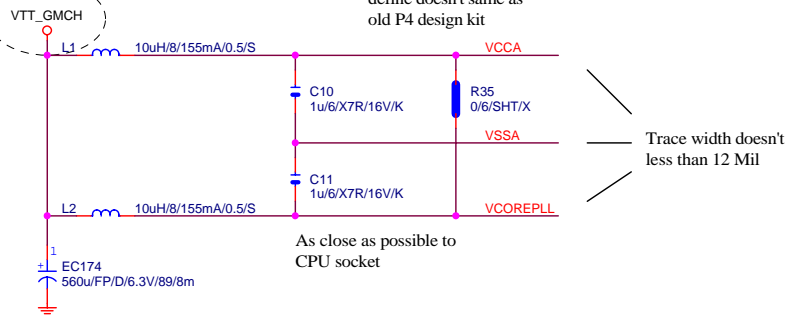 define doesn't same as
old P4 design kit
VTT_GMCH
L1 10uH/8/155mA/0.5/S
VCCA
C10
1u/6/X7R/16V/K
R35
0/6/SHT/X
VSSA
Trace width doesn't
less than 12 Mil
C11
1u/6/X7R/16V/K
L2 10uH/8/155mA/0.5/S
VCOREPLL
As close as possible to
CPU socket
1
+
EC174
560u/FP/D/6.3V/89/8m